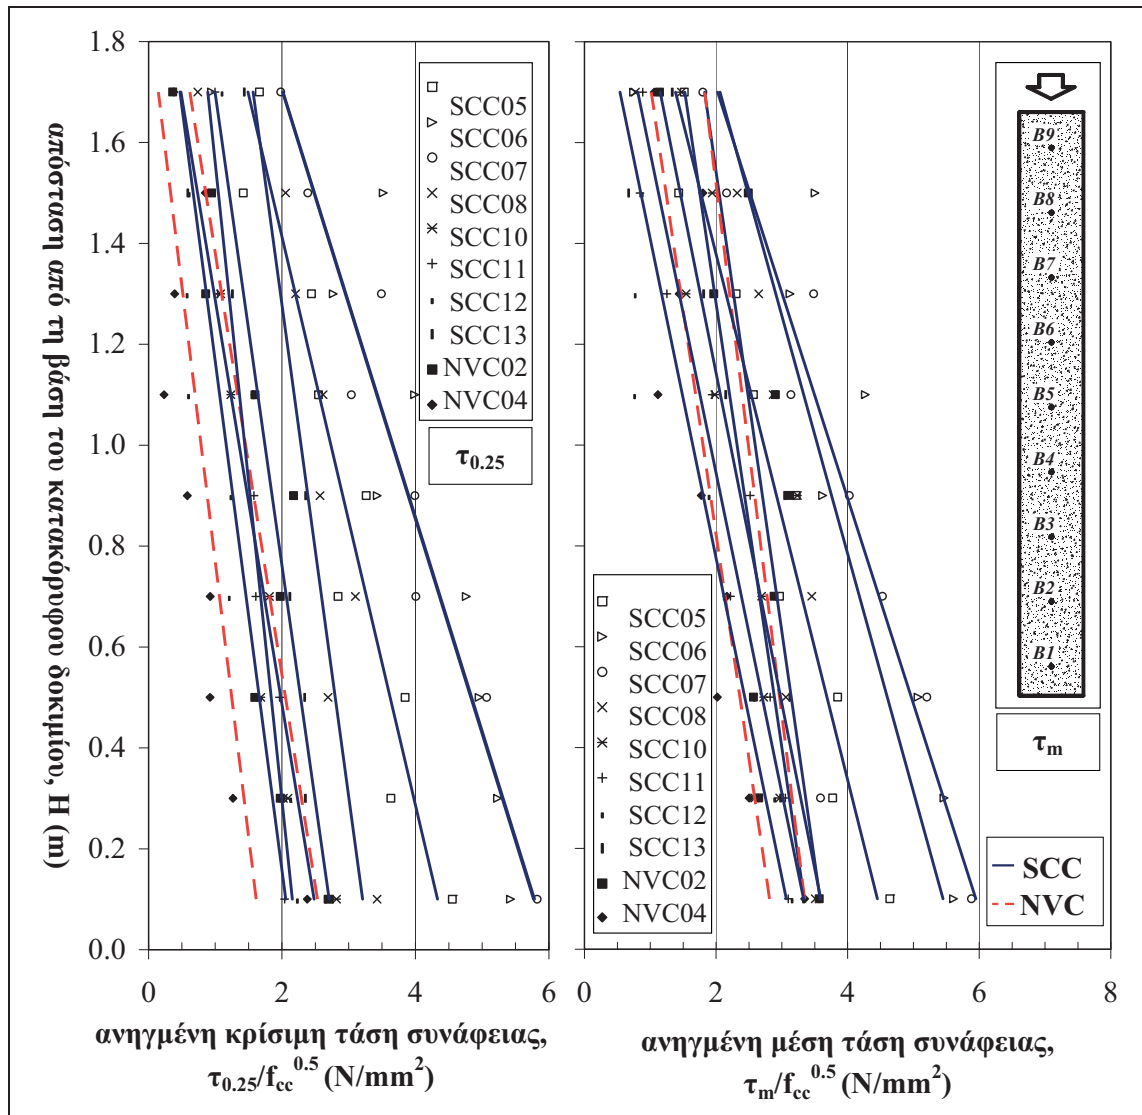 απόσταση από τη βάση του κατακόρυφου δοκιμίου, H (m)
1.8
1.6
1.4
1.2
1.0
0.8
0.6
0.4
0.2
0.0
SCC05
SCC06
SCC07
SCC08
SCC10
SCC11
SCC12
SCC13
NVC02
NVC04
τ0.25
0
2
4
6
ανηγμένη κρίσιμη τάση συνάφειας,
τ0.25/fcc^0.5 (N/mm²)
SCC05
SCC06
SCC07
SCC08
SCC10
SCC11
SCC12
SCC13
NVC02
NVC04
B9
B8
B7
B6
B5
B4
B3
B2
B1
τm
SCC
NVC
0
2
4
6
8
ανηγμένη μέση τάση συνάφειας,
τm/fcc^0.5 (N/mm²)